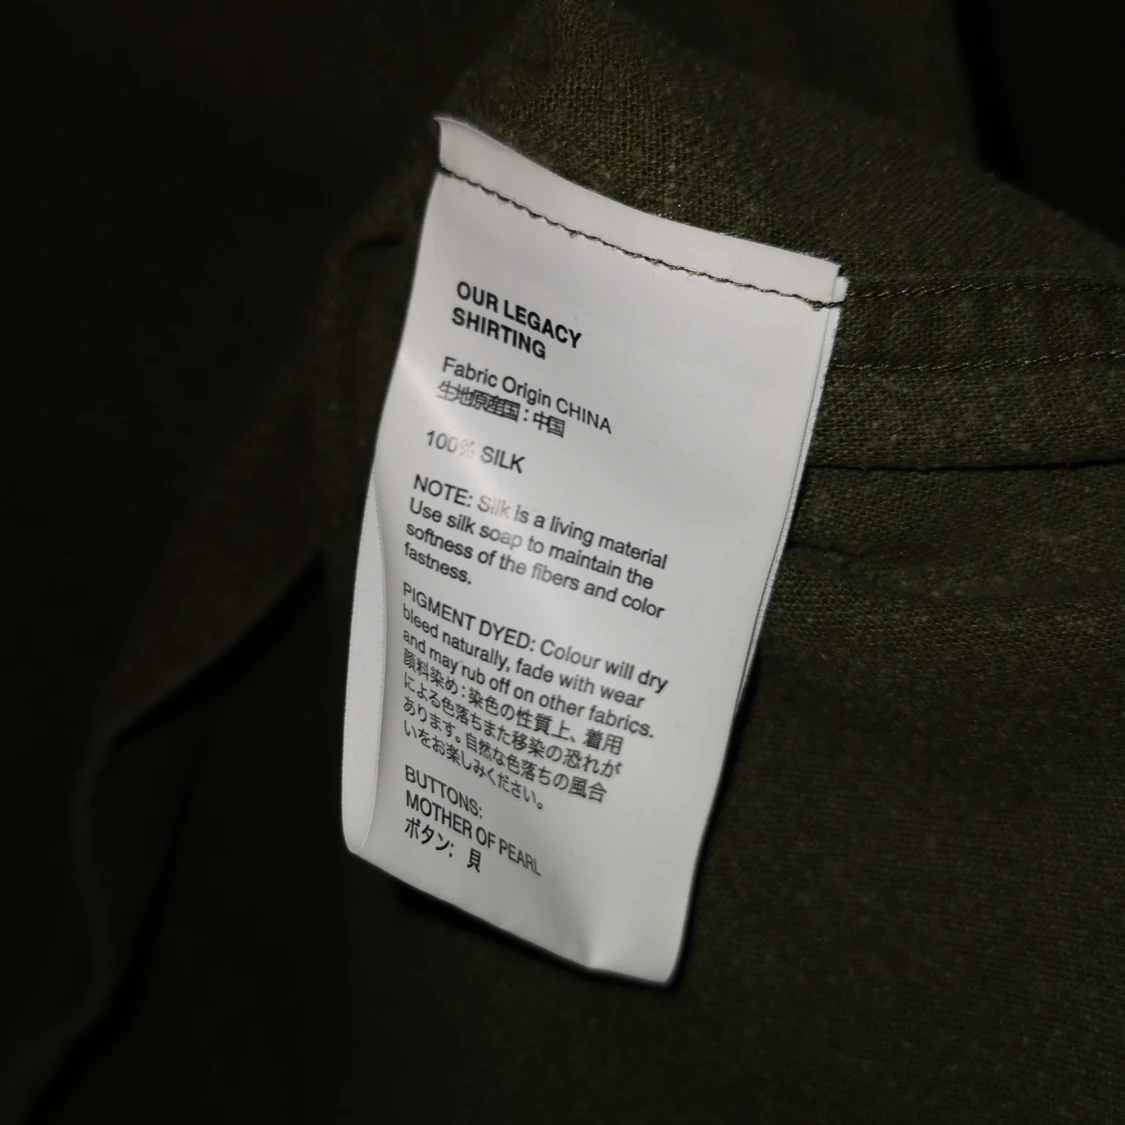 OUR LEGACY
SHIRTING
Fabric Origin CHINA
生地原産国：中国
100% SILK
NOTE: Silk is a living material
Use silk soap to maintain the
softness of the fibers and color
fastness.
PIGMENT DYED: Colour will dry
bleed naturally, fade with wear
and may rub off on other fabrics.
顔料染め：染色の性質上、着用
による色落ちまた移染の恐れが
あります。自然な色落ちの風合
いをお楽しみください。
BUTTONS:
MOTHER OF PEARL
ボタン： 貝